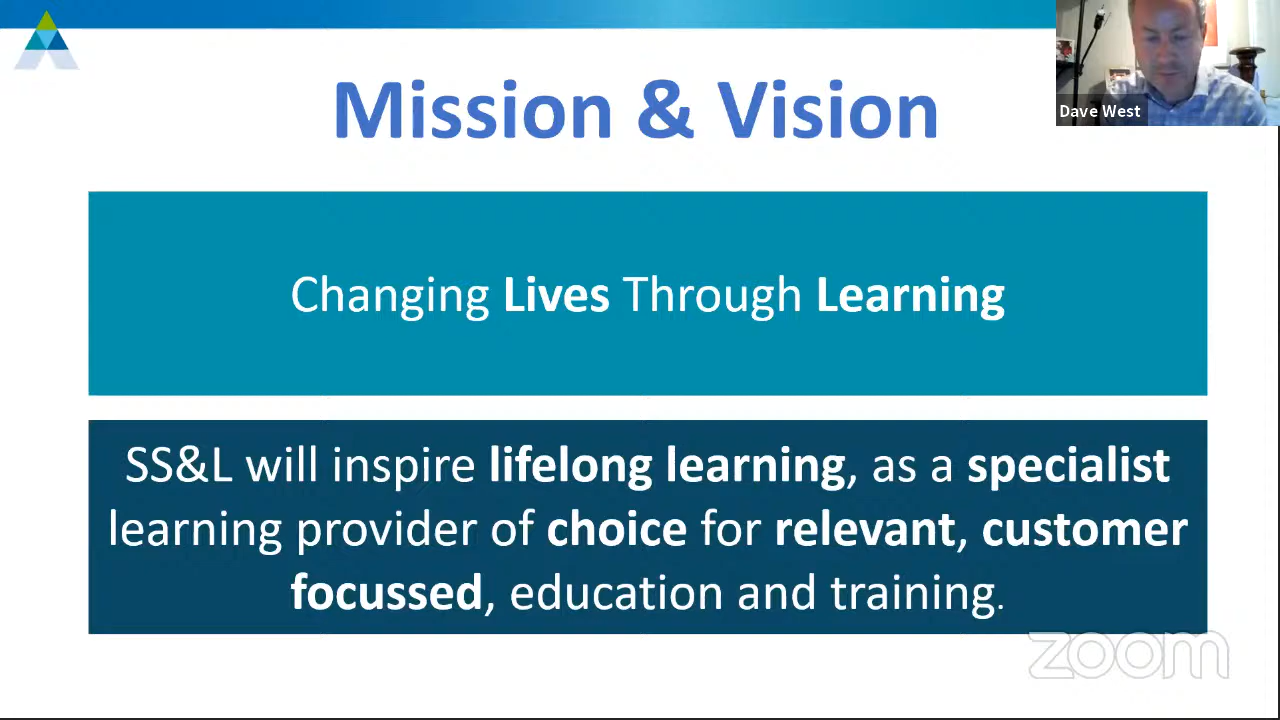 Mission & Vision
Dave West
Changing Lives Through Learning
SS&L will inspire lifelong learning, as a specialist
learning provider of choice for relevant, customer
focussed, education and training.
zoom